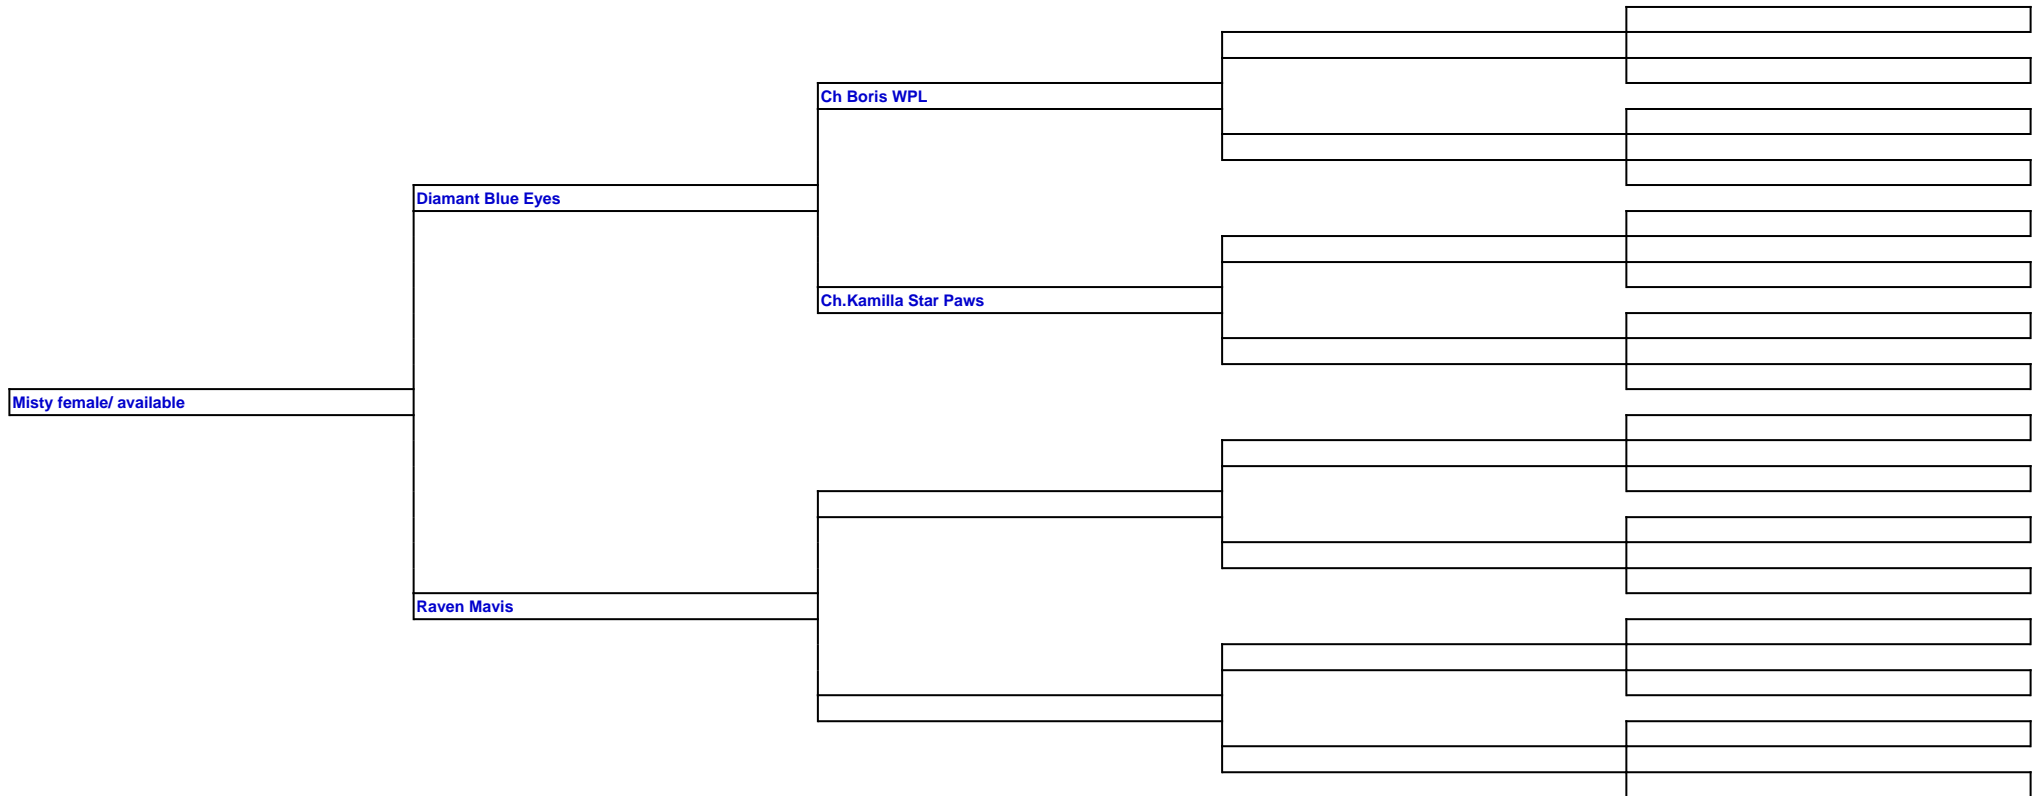 Ch Boris WPL
Diamant Blue Eyes
Ch.Kamilla Star Paws
Misty female/ available
Raven Mavis